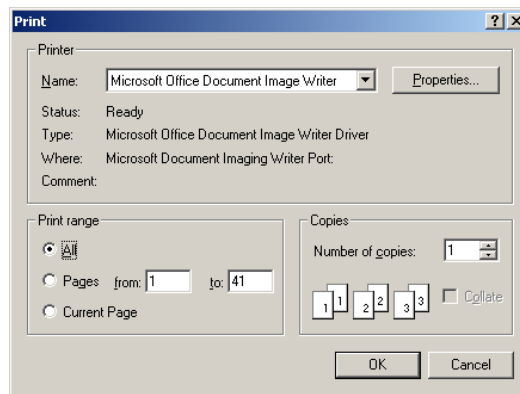 Print
Printer
Name: Microsoft Office Document Image Writer Properties...
Status: Ready
Type: Microsoft Office Document Image Writer Driver
Where: Microsoft Document Imaging Writer Port:
Comment:
Print range
All
Pages from: 1 to: 41
Current Page
Copies
Number of copies: 1
1 1 2 2 3 3 Collate
OK Cancel